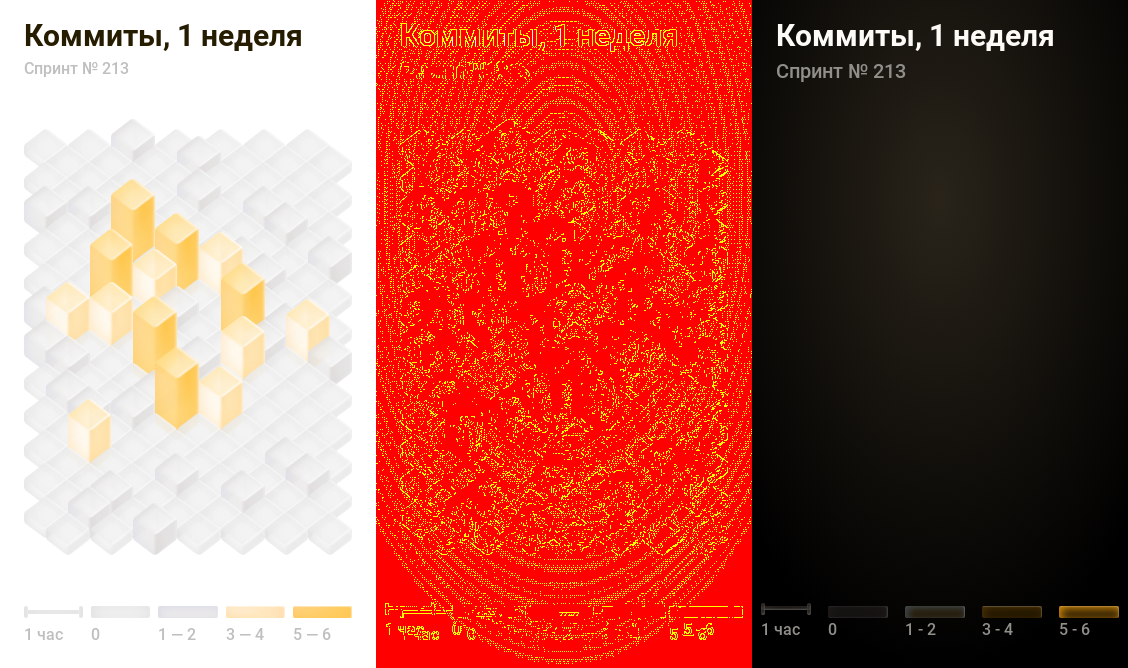 Коммиты, 1 неделя
Спринт № 213
1 час 0 1 — 2 3 — 4 5 — 6
Коммиты, 1 неделя
Коммиты, 1 неделя
Спринт № 213
1 час 0 1 - 2 3 - 4 5 - 6